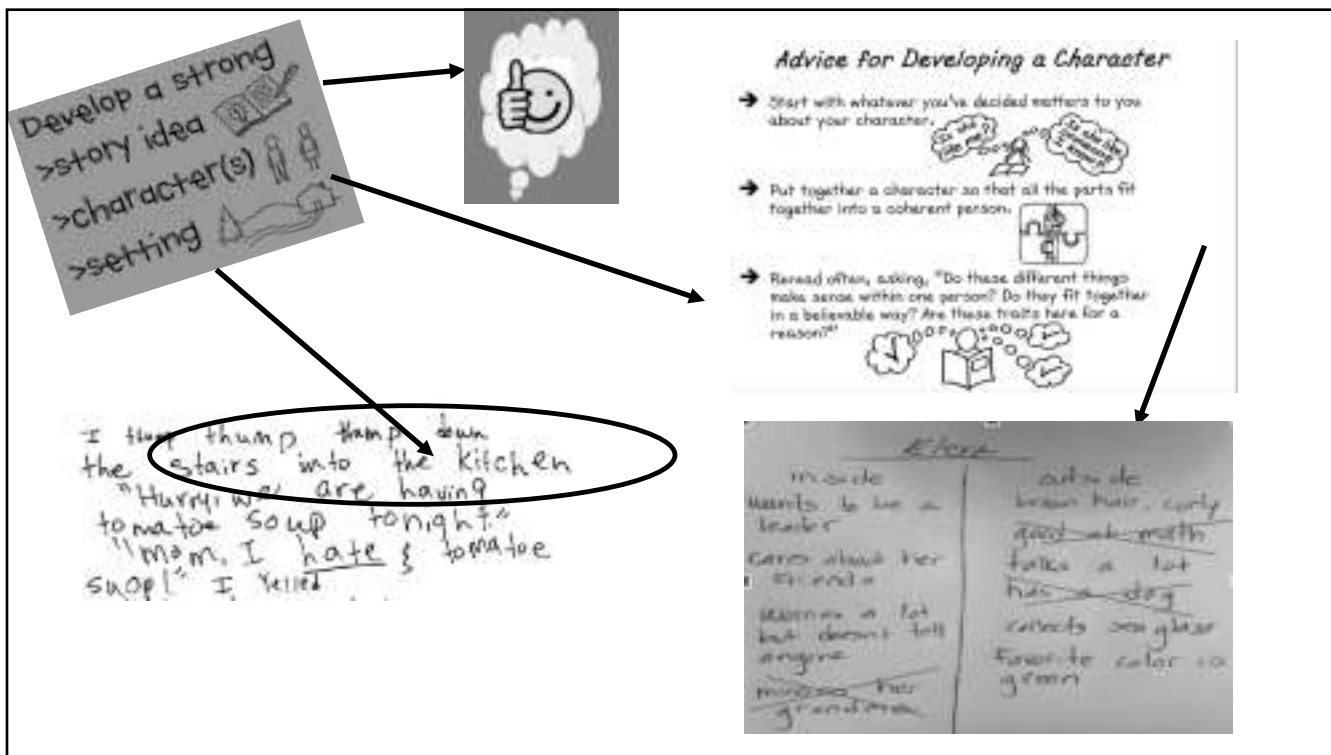 Develop a strong
>story idea
>character(s)
>setting
Advice for Developing a Character
➔ Start with whatever you've decided matters to you
about your character.
➔ Put together a character so that all the parts fit
together into a coherent person.
➔ Reread often, asking, "Do these different things
make sense within one person? Do they fit together
in a believable way? Are these traits here for a
reason?"
I thump thump down
the stairs into the kitchen
"Hurry, we are having
tomatoe soup tonight."
"Mom, I hate tomatoe
suop!" I yelled
inside
wants to be a
leader
cares about her
friends
worries a lot
but doesn't tell
misses her
grandma
outside
brown hair, curly
good at math
talks a lot
has a dog
collects sea glass
favorite color is
green